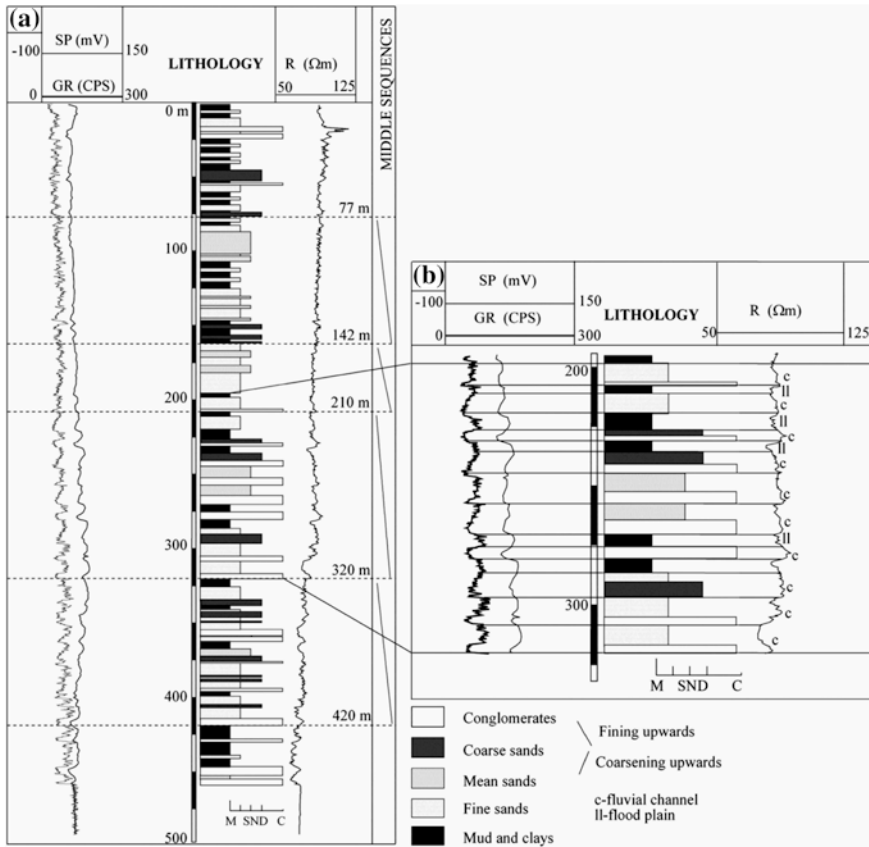 (a)
SP (mV)
-100 150
GR (CPS)
0 300
LITHOLOGY
R (Ωm)
50 125
MIDDLE SEQUENCES
0 m
77 m
100
142 m
200
210 m
300
320 m
400
420 m
500
M SND C
(b)
SP (mV)
-100 150
GR (CPS)
0 300
LITHOLOGY
R (Ωm)
50 125
200
c
ll
c
ll
c
ll
c
c
c
ll
c
c
300
c
c
M SND C
Conglomerates
Coarse sands
Mean sands
Fine sands
Mud and clays
Fining upwards
Coarsening upwards
c-fluvial channel
ll-flood plain